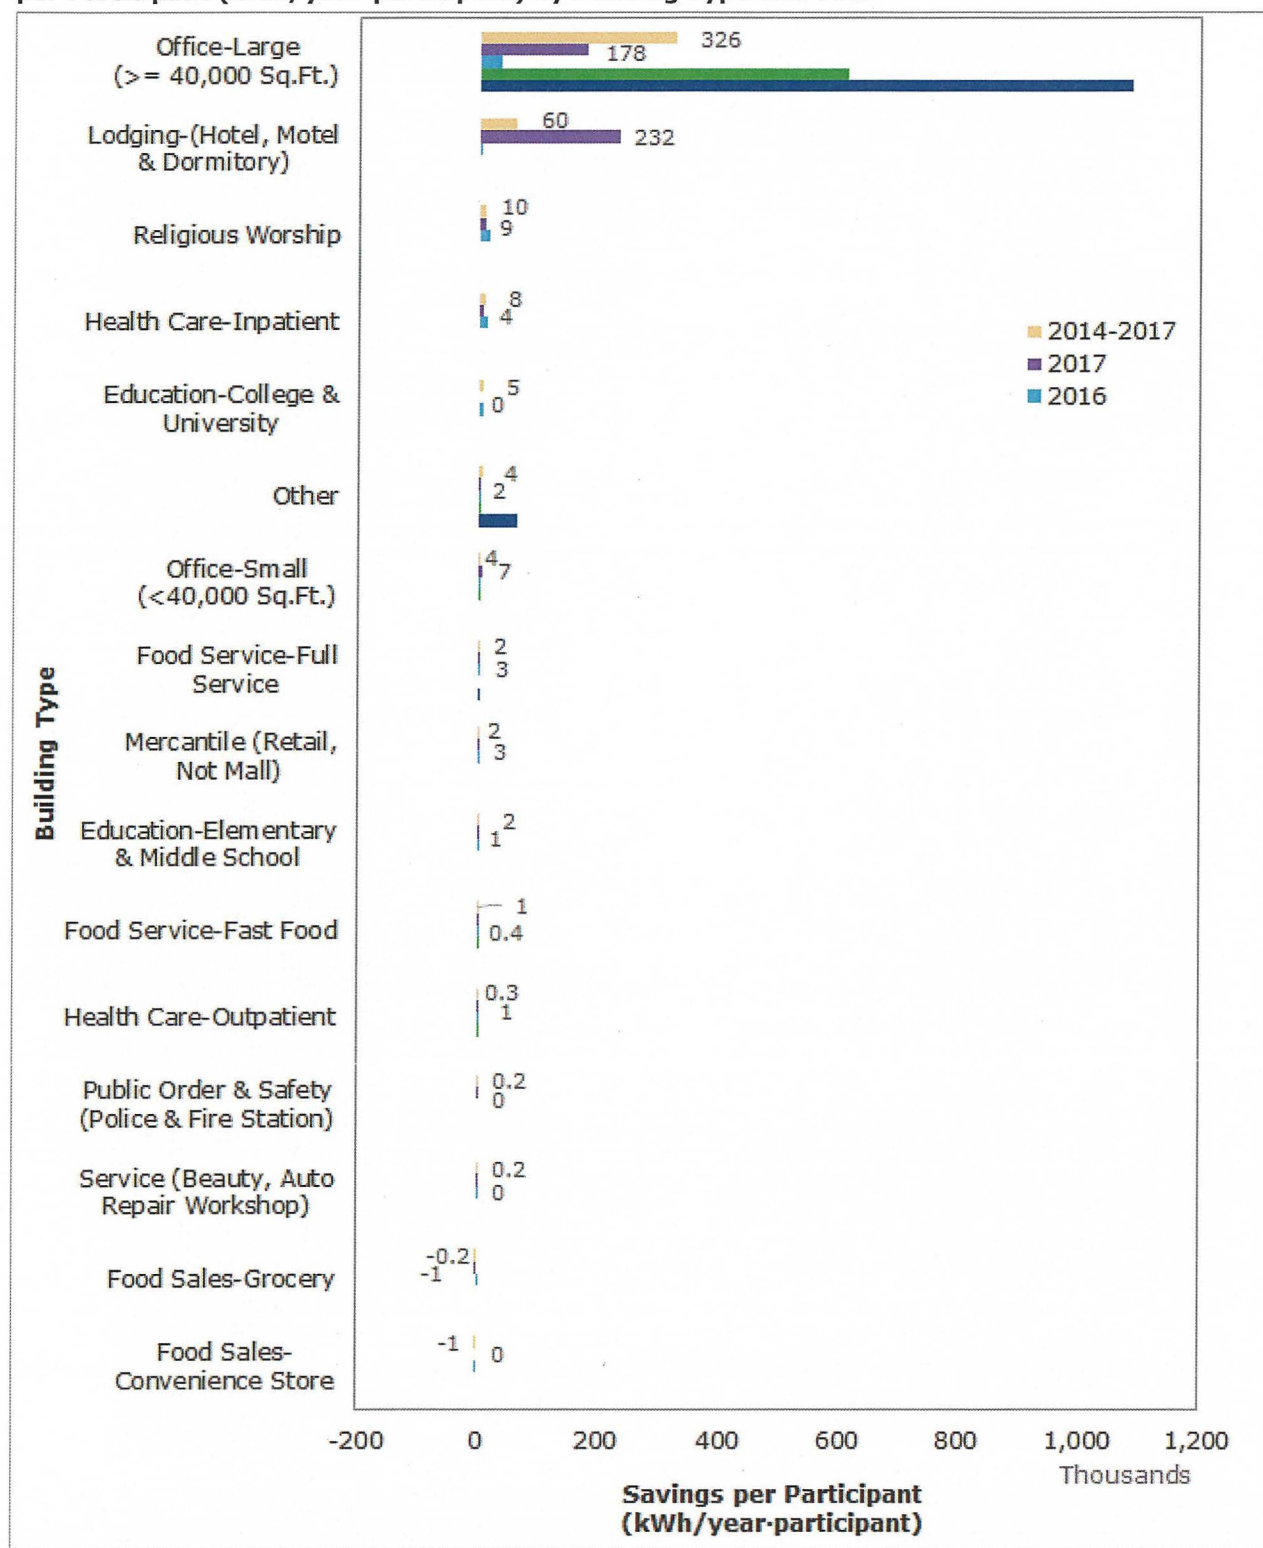 Office-Large
(>= 40,000 Sq.Ft.)
326
178
Lodging-(Hotel, Motel
& Dormitory)
60
232
Religious Worship
10
9
Health Care-Inpatient
8
4
Education-College &
University
5
0
Other
4
2
Office-Small
(<40,000 Sq.Ft.)
4
7
Food Service-Full
Service
2
3
Mercantile (Retail,
Not Mall)
2
3
Education-Elementary
& Middle School
2
1
Food Service-Fast Food
1
0.4
Health Care-Outpatient
0.3
1
Public Order & Safety
(Police & Fire Station)
0.2
0
Service (Beauty, Auto
Repair Workshop)
0.2
0
Food Sales-Grocery
-0.2
-1
Food Sales-
Convenience Store
-1
0
2014-2017
2017
2016
Building Type
-200 0 200 400 600 800 1,000 1,200
Thousands
Savings per Participant
(kWh/year·participant)